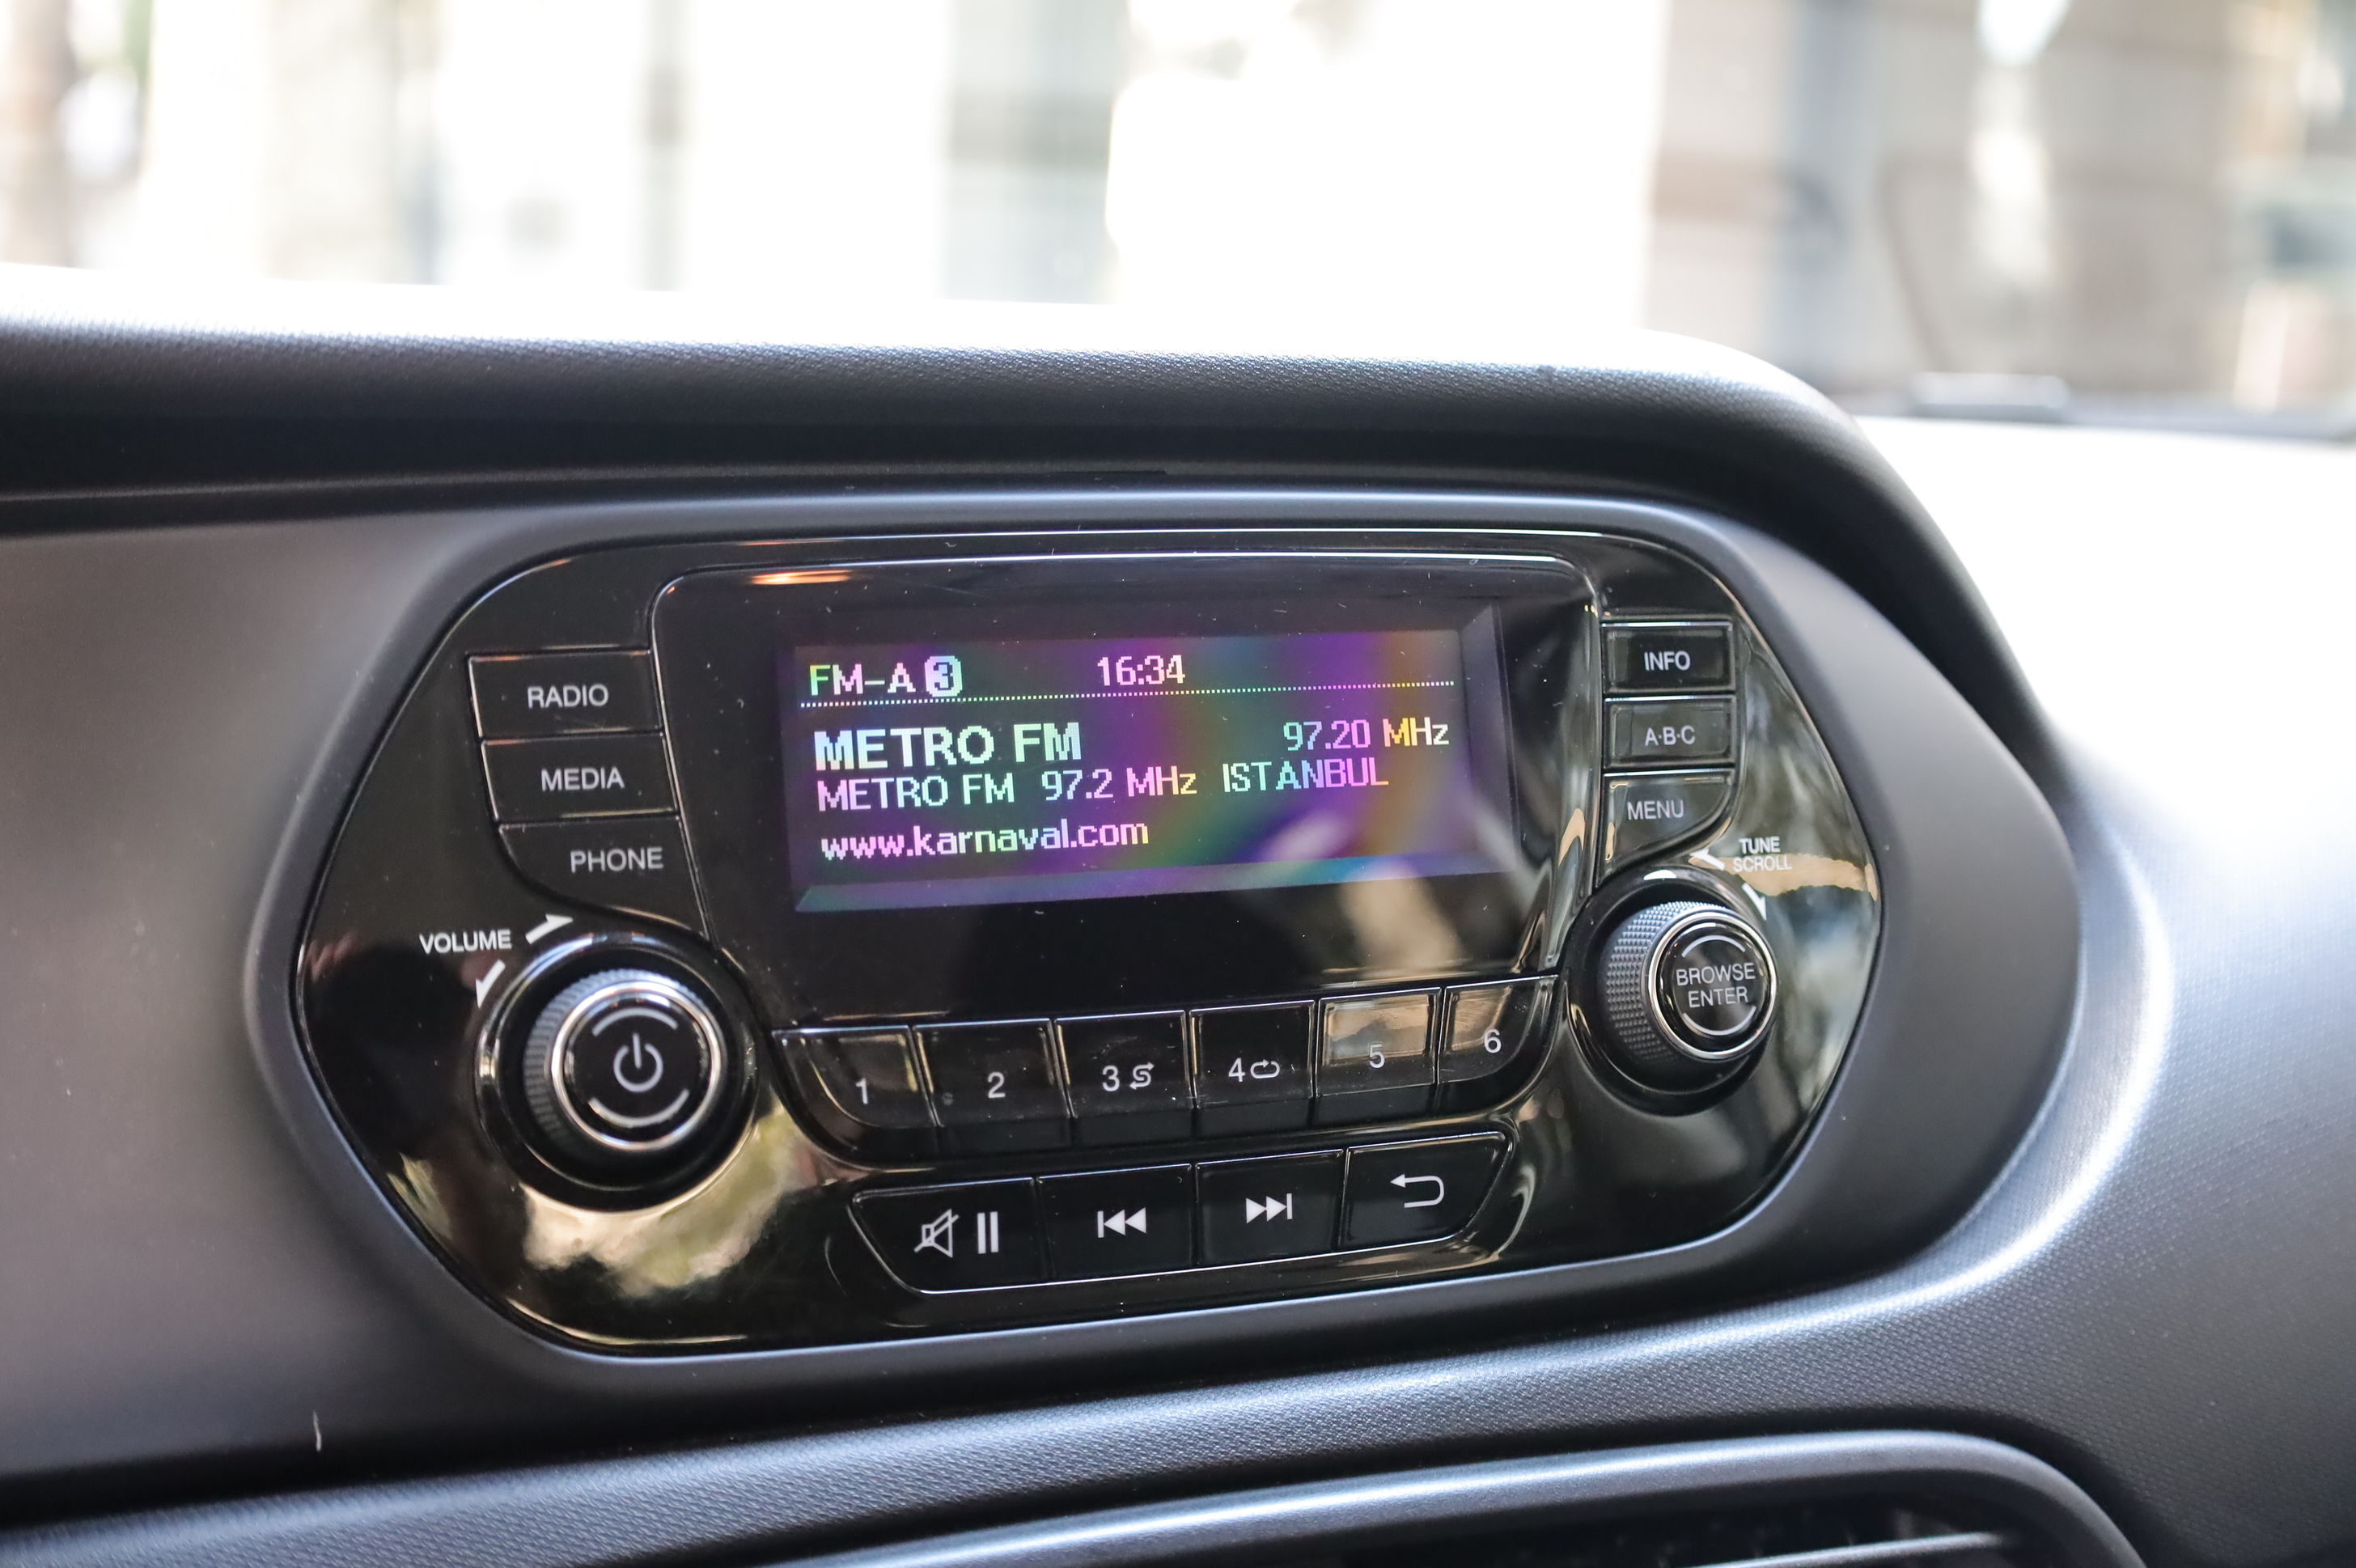 FM-A 3 16:34
METRO FM 97.20 MHz
METRO FM 97.2 MHz ISTANBUL
www.karnaval.com
RADIO
MEDIA
PHONE
VOLUME
INFO
A·B·C
MENU
TUNE
SCROLL
BROWSE
ENTER
1 2 3 4 5 6